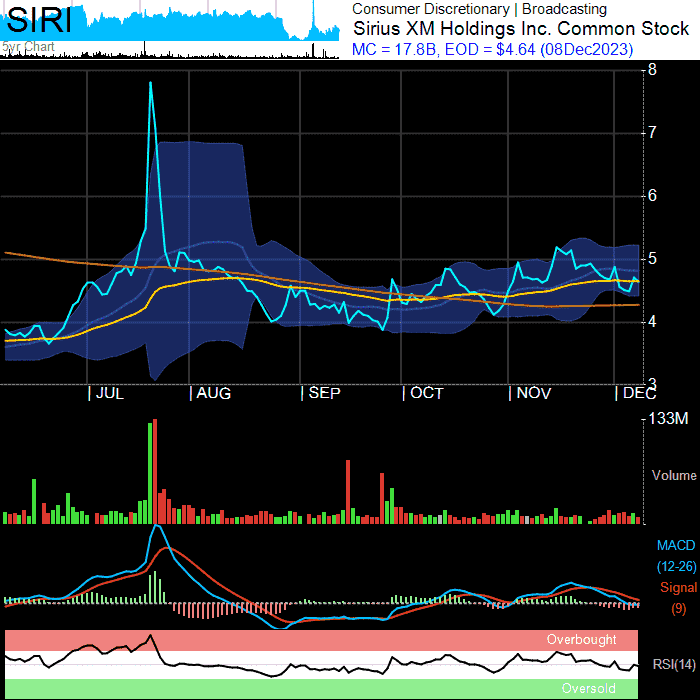 SIRI
5yr Chart
Consumer Discretionary | Broadcasting
Sirius XM Holdings Inc. Common Stock
MC = 17.8B, EOD = $4.64 (08Dec2023)
8
7
6
5
4
3
| JUL | AUG | SEP | OCT | NOV | DEC
133M
Volume
MACD
(12-26)
Signal
(9)
Overbought
RSI(14)
Oversold